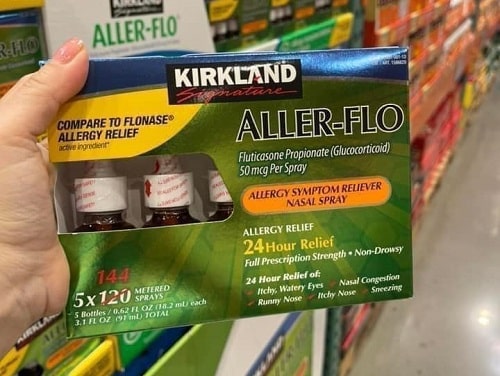 KIRKLAND
ALLER-FLO
KIRKLAND
Signature
COMPARE TO FLONASE®
ALLERGY RELIEF
active ingredient*
ALLER-FLO
Fluticasone Propionate (Glucocorticoid)
50 mcg Per Spray
ALLERGY SYMPTOM RELIEVER
NASAL SPRAY
ALLERGY RELIEF
24 Hour Relief
Full Prescription Strength • Non-Drowsy
24 Hour Relief of:
Itchy, Watery Eyes
Nasal Congestion
Runny Nose
Itchy Nose
Sneezing
144
5x120 METERED
SPRAYS
5 Bottles / 0.62 FL OZ (18.2 mL) each
3.1 FL OZ (91 mL) TOTAL